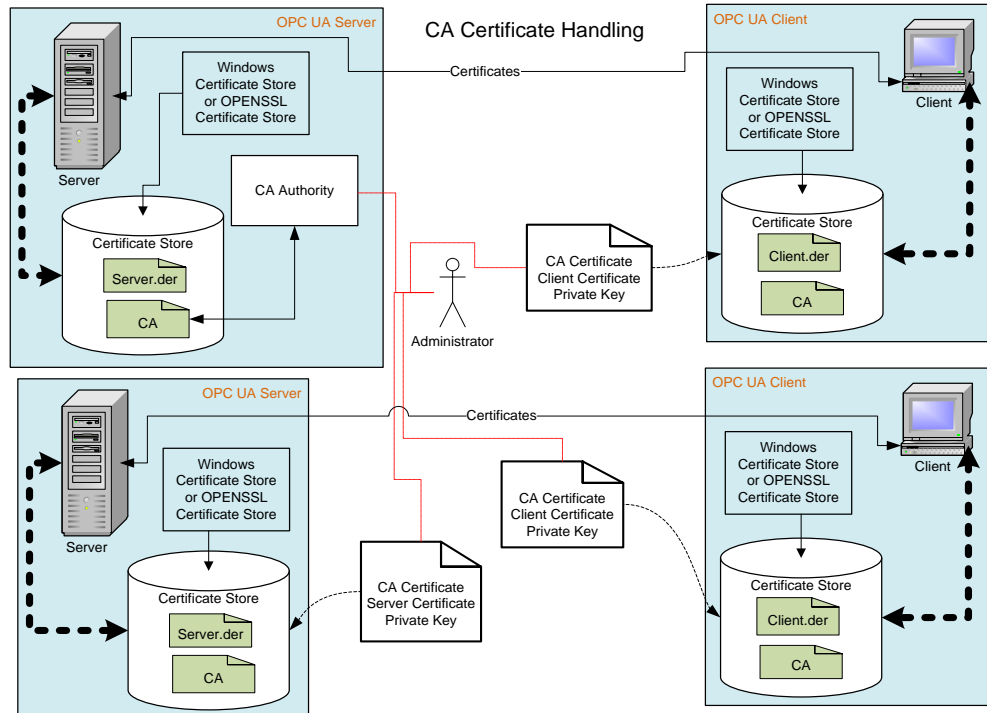 OPC UA Server
CA Certificate Handling
OPC UA Client
Windows
Certificate Store
or OPENSSL
Certificate Store
Certificates
Windows
Certificate Store
or OPENSSL
Certificate Store
Client
Server
CA Authority
Certificate Store
Server.der
CA
CA Certificate
Client Certificate
Private Key
Certificate Store
Client.der
CA
Administrator
OPC UA Server
OPC UA Client
Certificates
Windows
Certificate Store
or OPENSSL
Certificate Store
Windows
Certificate Store
or OPENSSL
Certificate Store
Client
Server
CA Certificate
Client Certificate
Private Key
CA Certificate
Server Certificate
Private Key
Certificate Store
Server.der
CA
Certificate Store
Client.der
CA